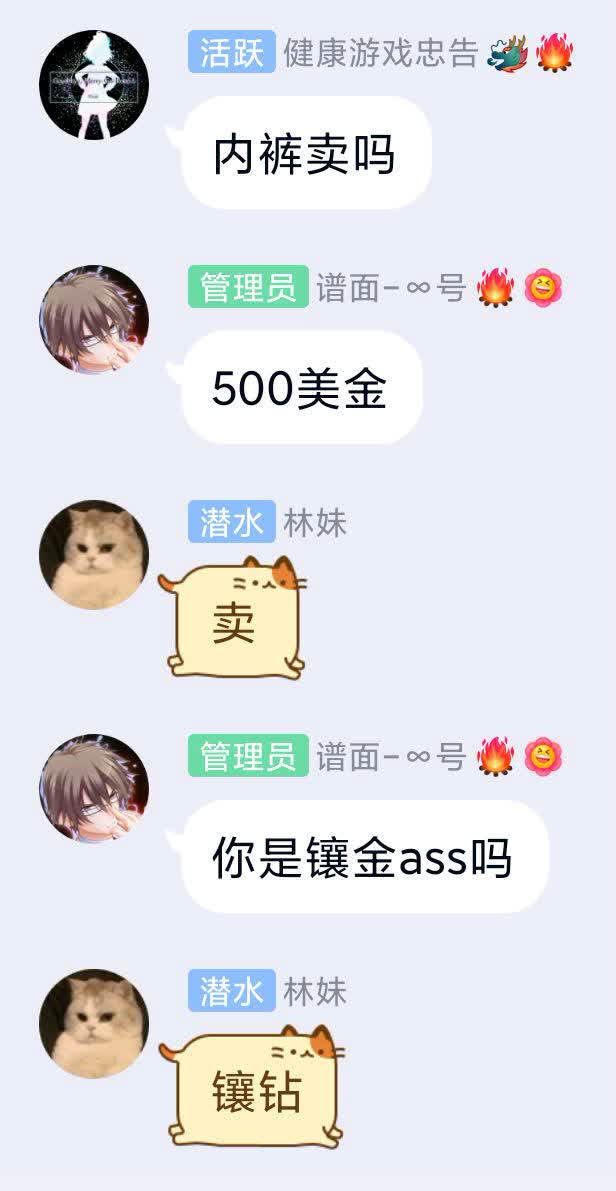 活跃 健康游戏忠告
内裤卖吗
管理员 谱面-∞号
500美金
潜水 林妹
卖
管理员 谱面-∞号
你是镶金ass吗
潜水 林妹
镶钻